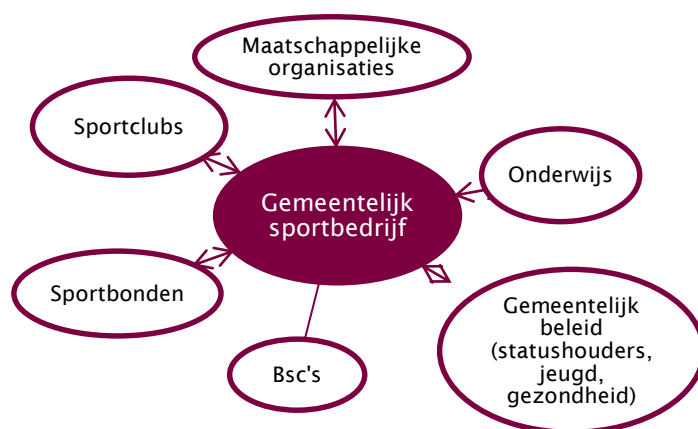 Maatschappelijke
organisaties
Sportclubs
Onderwijs
Gemeentelijk
sportbedrijf
Sportbonden
Gemeentelijk
beleid
(statushouders,
jeugd,
gezondheid)
Bsc's